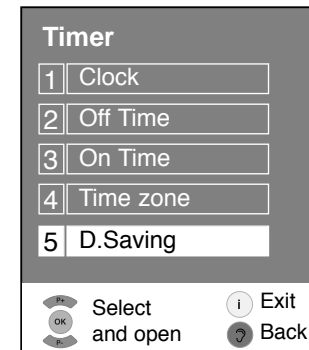 Timer
1 Clock
2 Off Time
3 On Time
4 Time zone
5 D.Saving
P+
OK
P-
Select
and open
i Exit
Back